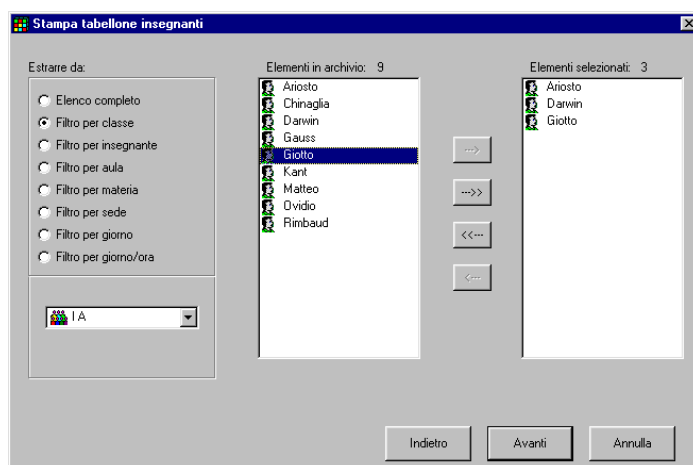 Stampa tabellone insegnanti
Estrarre da:
Elenco completo
Filtro per classe
Filtro per insegnante
Filtro per aula
Filtro per materia
Filtro per sede
Filtro per giorno
Filtro per giorno/ora
I A
Elementi in archivio: 9
Ariosto
Chinaglia
Darwin
Gauss
Giotto
Kant
Matteo
Ovidio
Rimbaud
--->
--->>
<<---
<---
Elementi selezionati: 3
Ariosto
Darwin
Giotto
Indietro
Avanti
Annulla